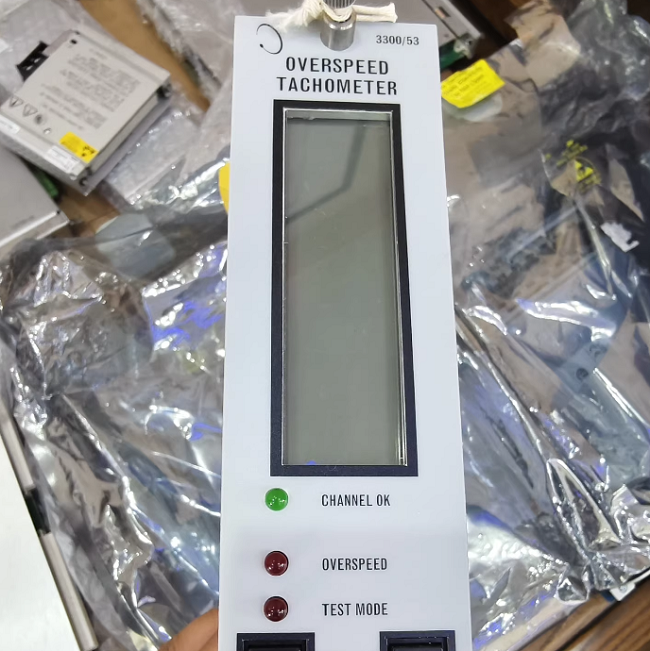 3300/53
OVERSPEED
TACHOMETER
CHANNEL OK
OVERSPEED
TEST MODE